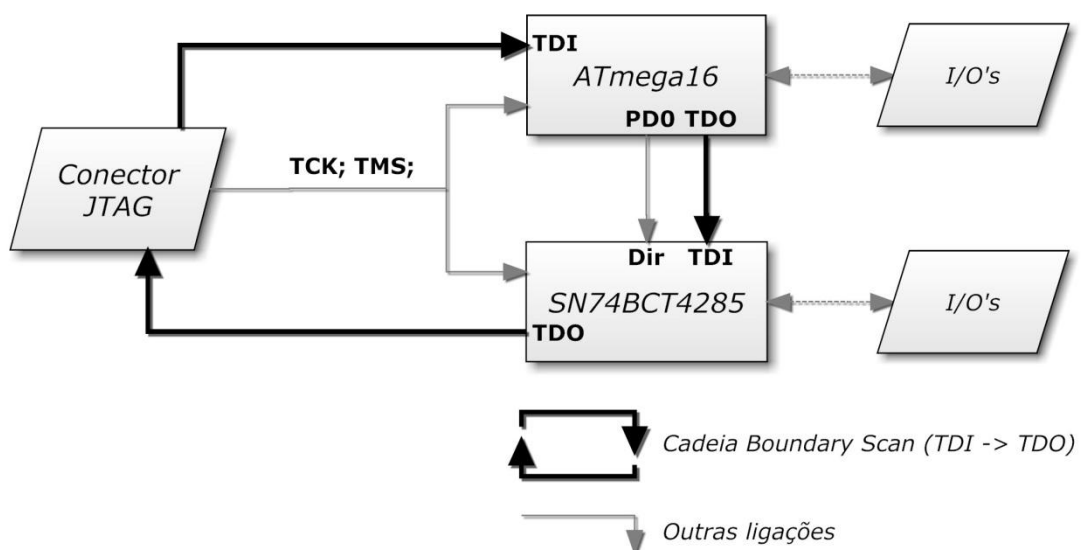 TDI
ATmega16
PD0 TDO
I/O's
Conector
JTAG
TCK; TMS;
Dir TDI
SN74BCT4285
TDO
I/O's
Cadeia Boundary Scan (TDI -> TDO)
Outras ligações